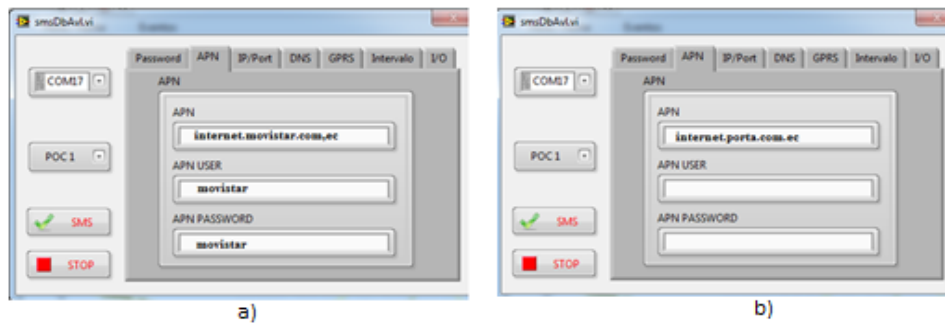 smsDbAvl.vi
COM17
POC 1
SMS
STOP
Password APN IP/Port DNS GPRS Intervalo I/O
APN
APN
internet.movistar.com,ec
APN USER
movistar
APN PASSWORD
movistar
a)
smsDbAvl.vi
COM17
POC 1
SMS
STOP
Password APN IP/Port DNS GPRS Intervalo I/O
APN
APN
internet.porta.com.ec
APN USER
APN PASSWORD
b)